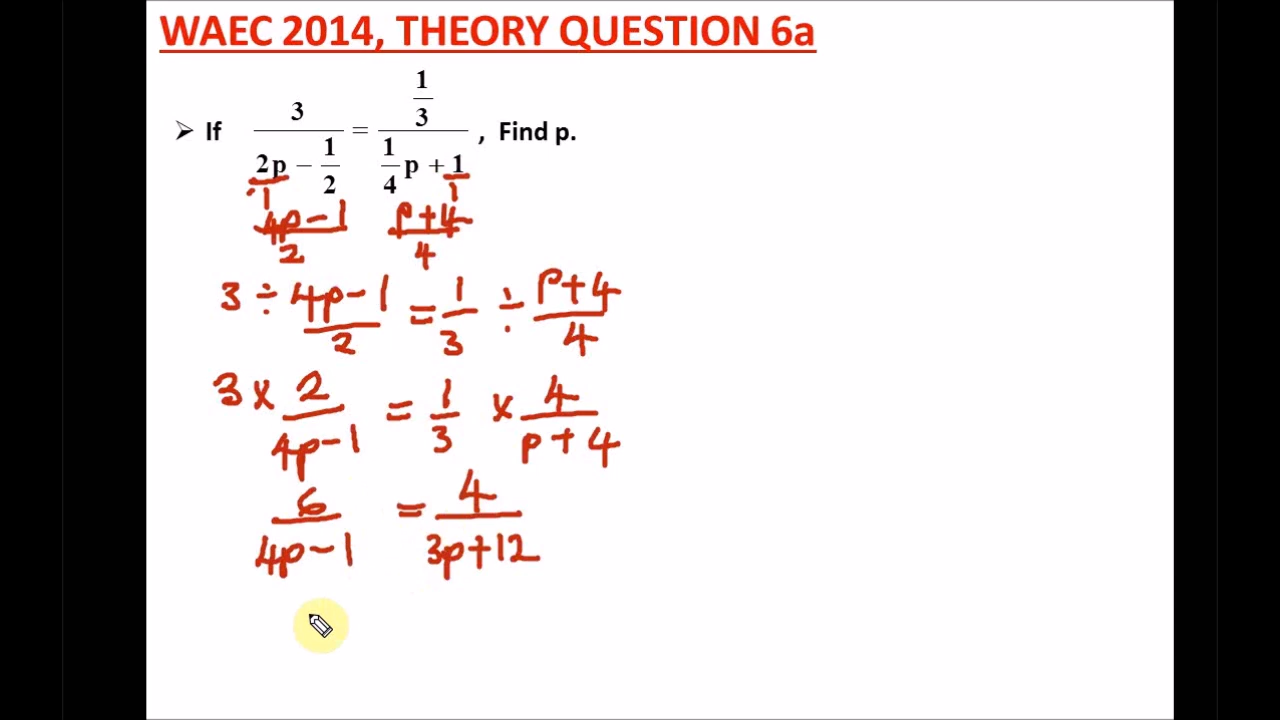 WAEC 2014, THEORY QUESTION 6a
➢ If 3/(2p − 1/2) = (1/3)/(1/4 p + 1) , Find p.
1 1
4p − 1 / 2 p + 4 / 4
3 ÷ (4p − 1)/2 = 1/3 ÷ (p + 4)/4
3 × 2/(4p − 1) = 1/3 × 4/(p + 4)
6/(4p − 1) = 4/(3p + 12)